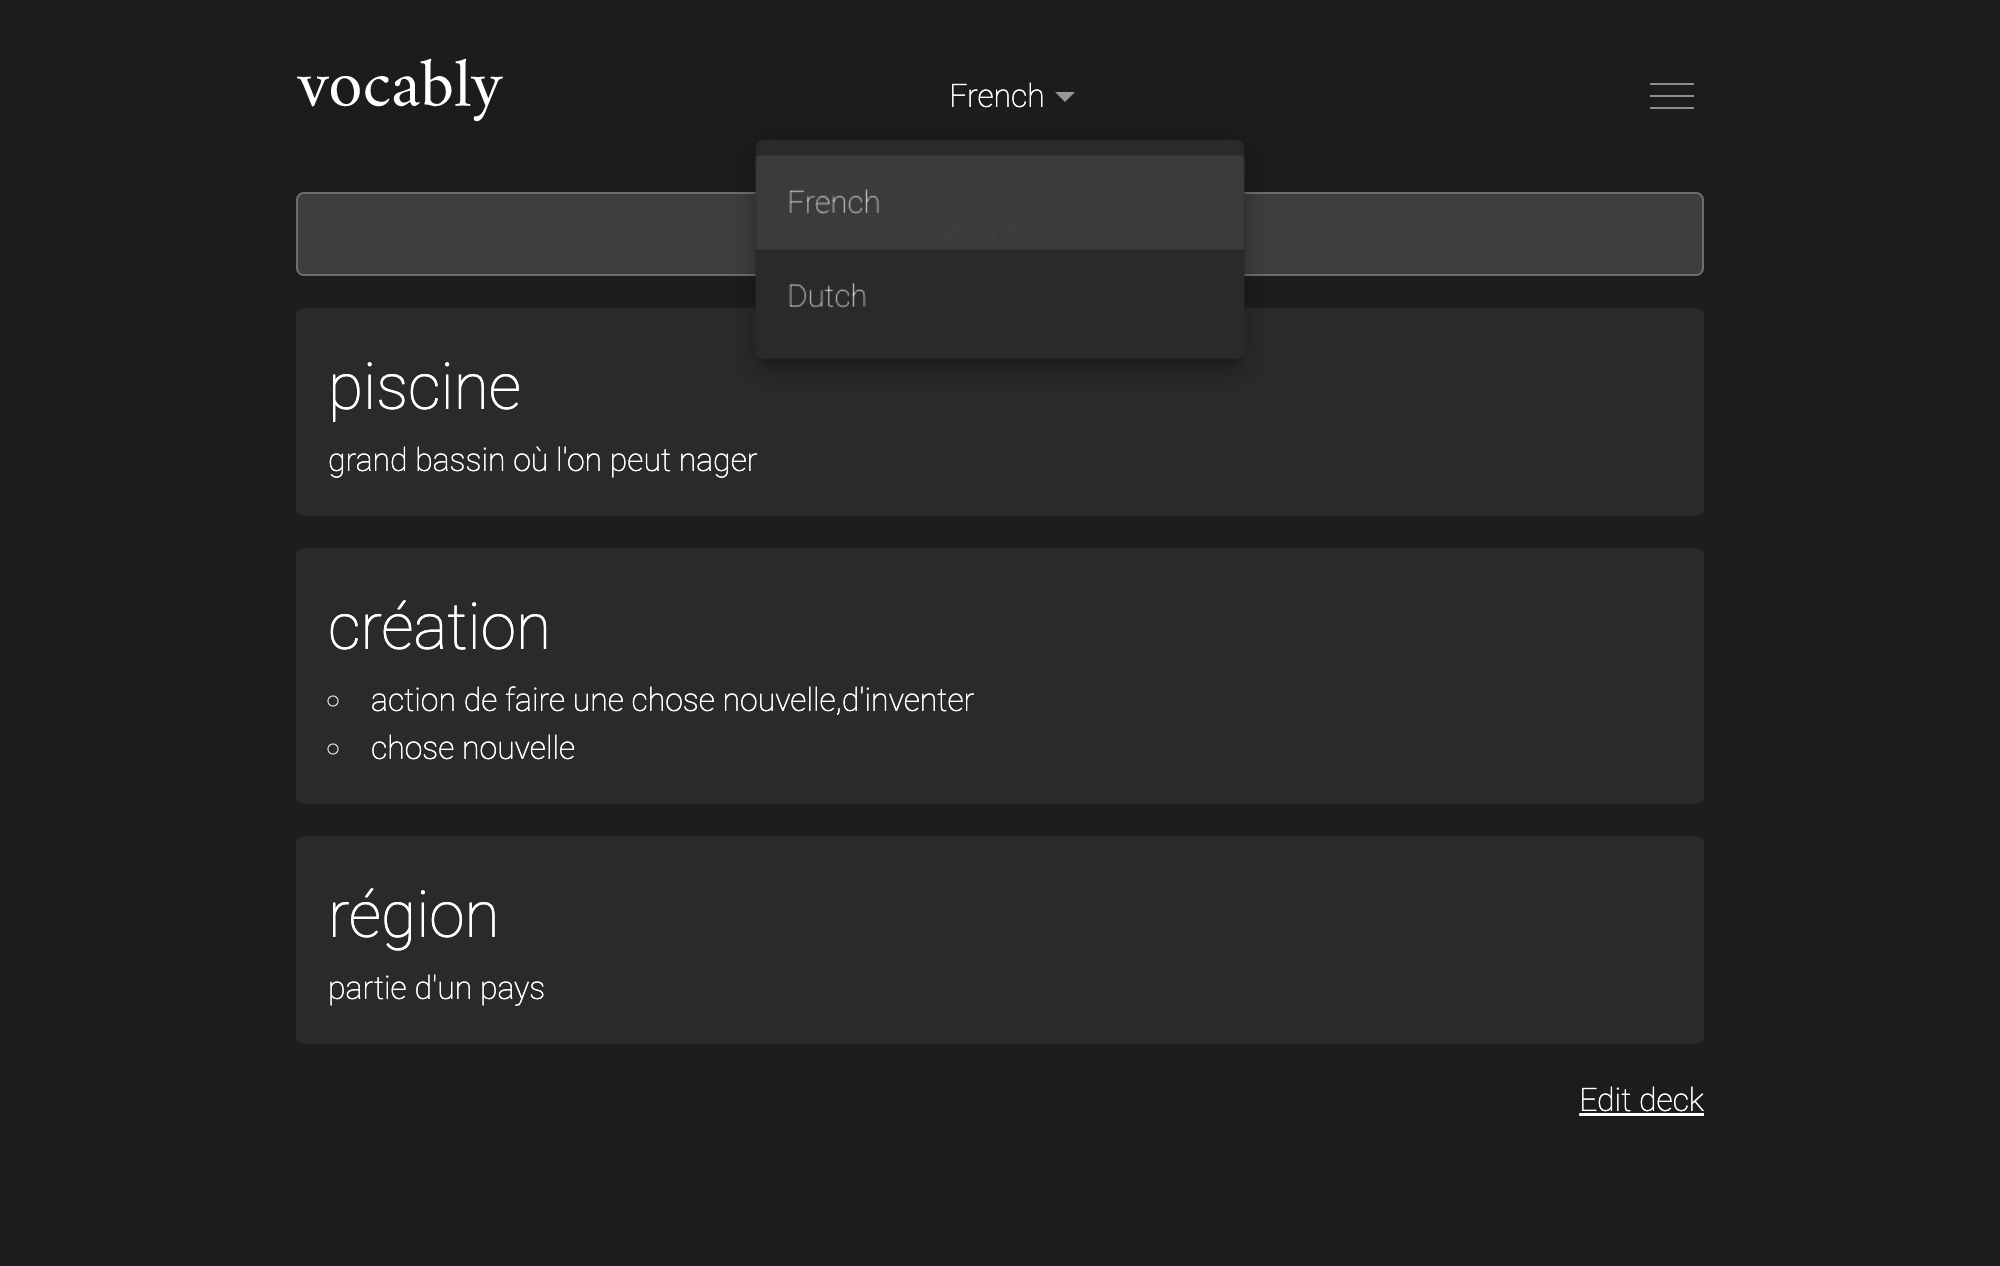 vocably
French
French
Practice
Dutch
piscine
grand bassin où l'on peut nager
création
action de faire une chose nouvelle,d'inventer
chose nouvelle
région
partie d'un pays
Edit deck